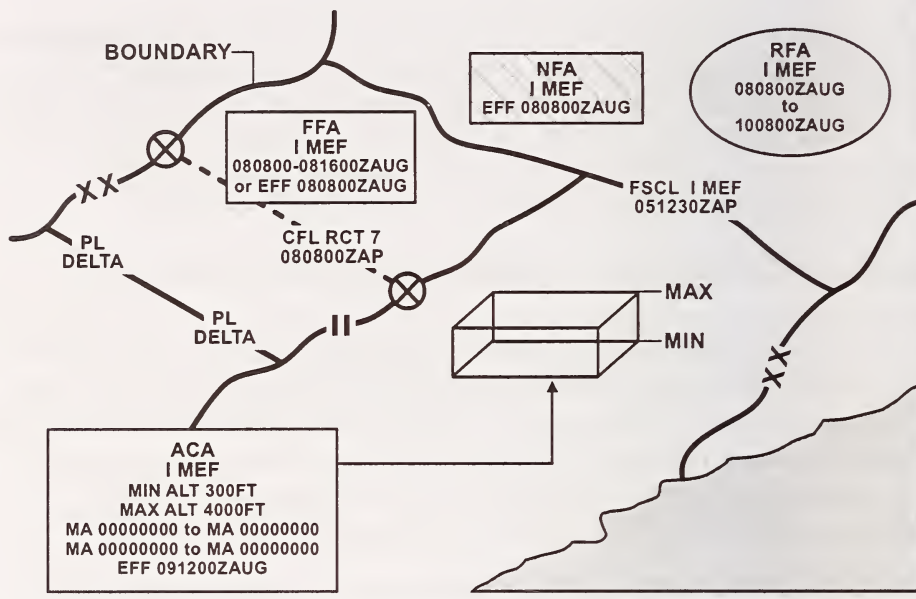 BOUNDARY
NFA
I MEF
EFF 080800ZAUG
RFA
I MEF
080800ZAUG
to
100800ZAUG
FFA
I MEF
080800-081600ZAUG
or EFF 080800ZAUG
XX
FSCL I MEF
051230ZAP
PL
DELTA
CFL RCT 7
080800ZAP
PL
DELTA
II
MAX
MIN
XX
ACA
I MEF
MIN ALT 300FT
MAX ALT 4000FT
MA 00000000 to MA 00000000
MA 00000000 to MA 00000000
EFF 091200ZAUG